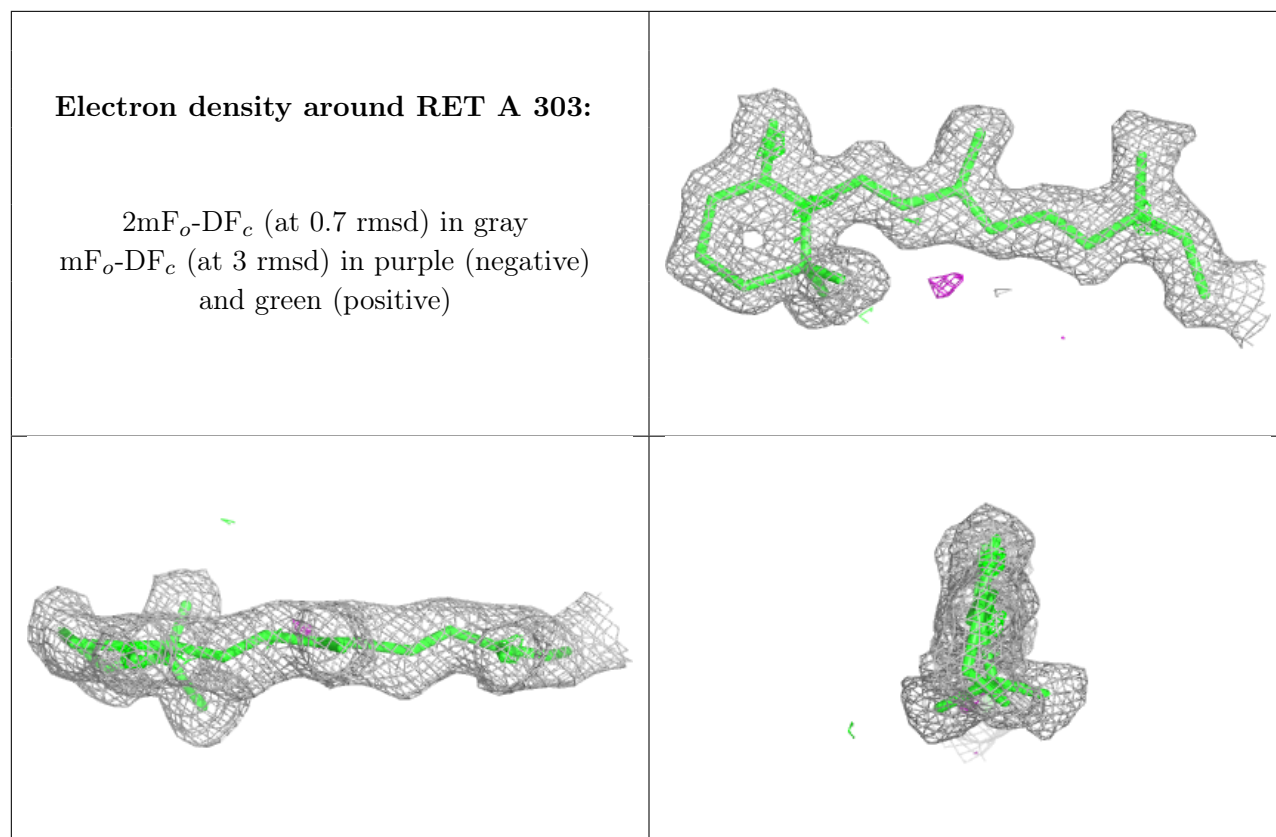 Electron density around RET A 303:
2mFo-DFc (at 0.7 rmsd) in gray
mFo-DFc (at 3 rmsd) in purple (negative)
and green (positive)